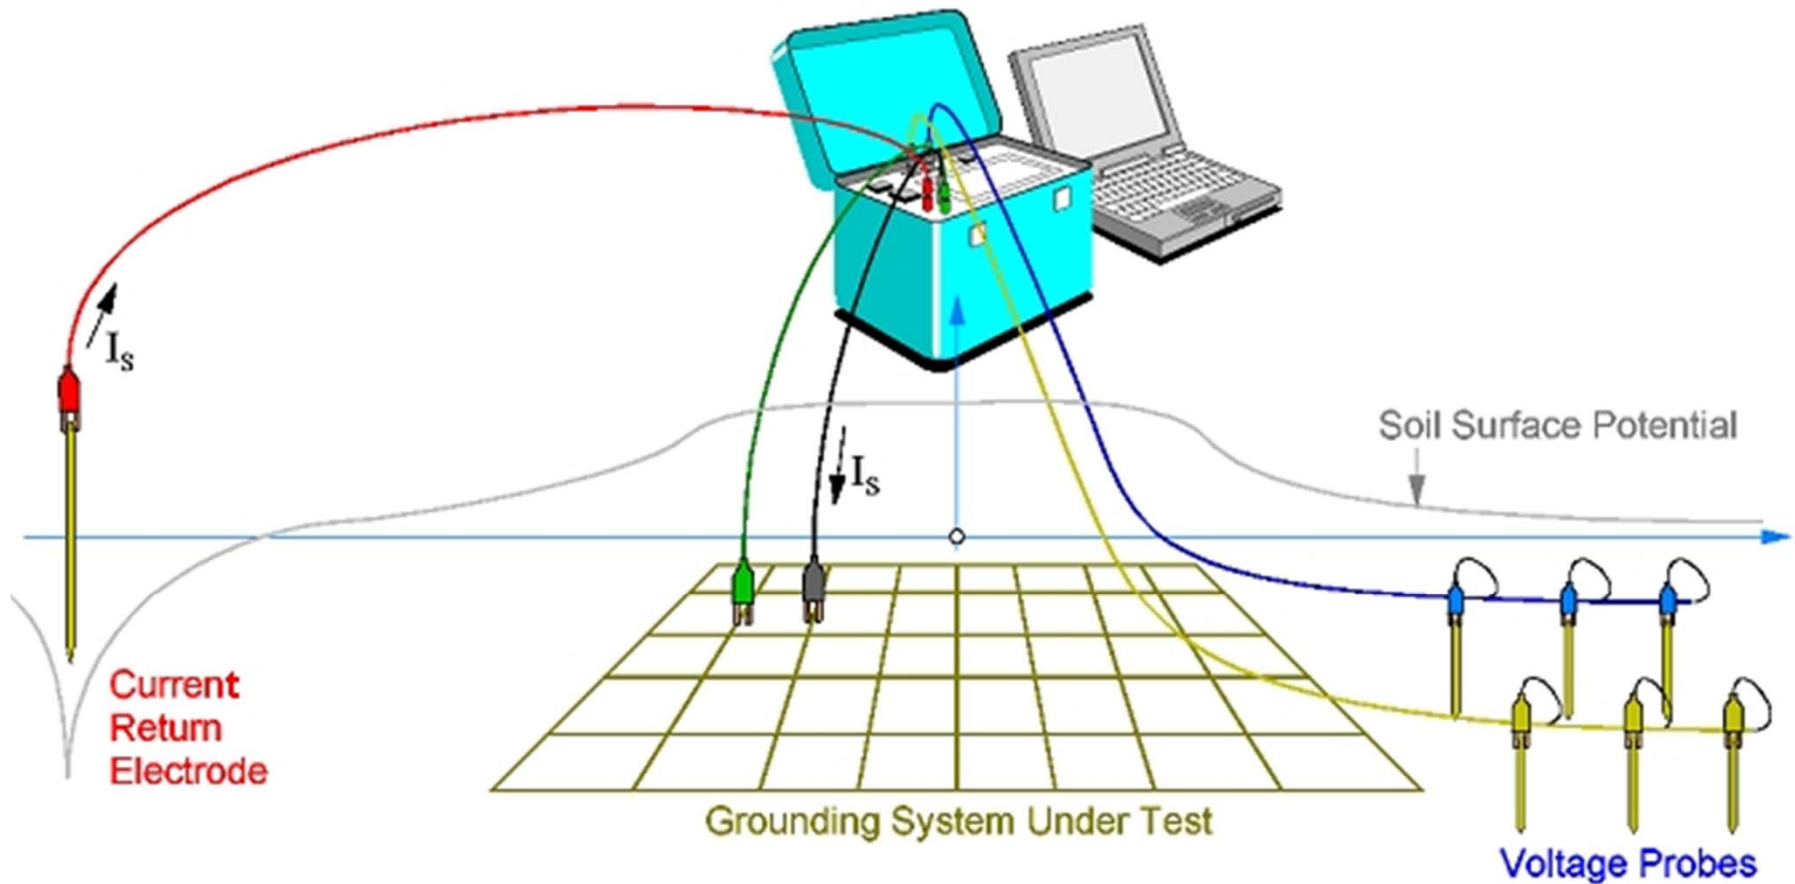 Is
Soil Surface Potential
Is
Current
Return
Electrode
Grounding System Under Test
Voltage Probes